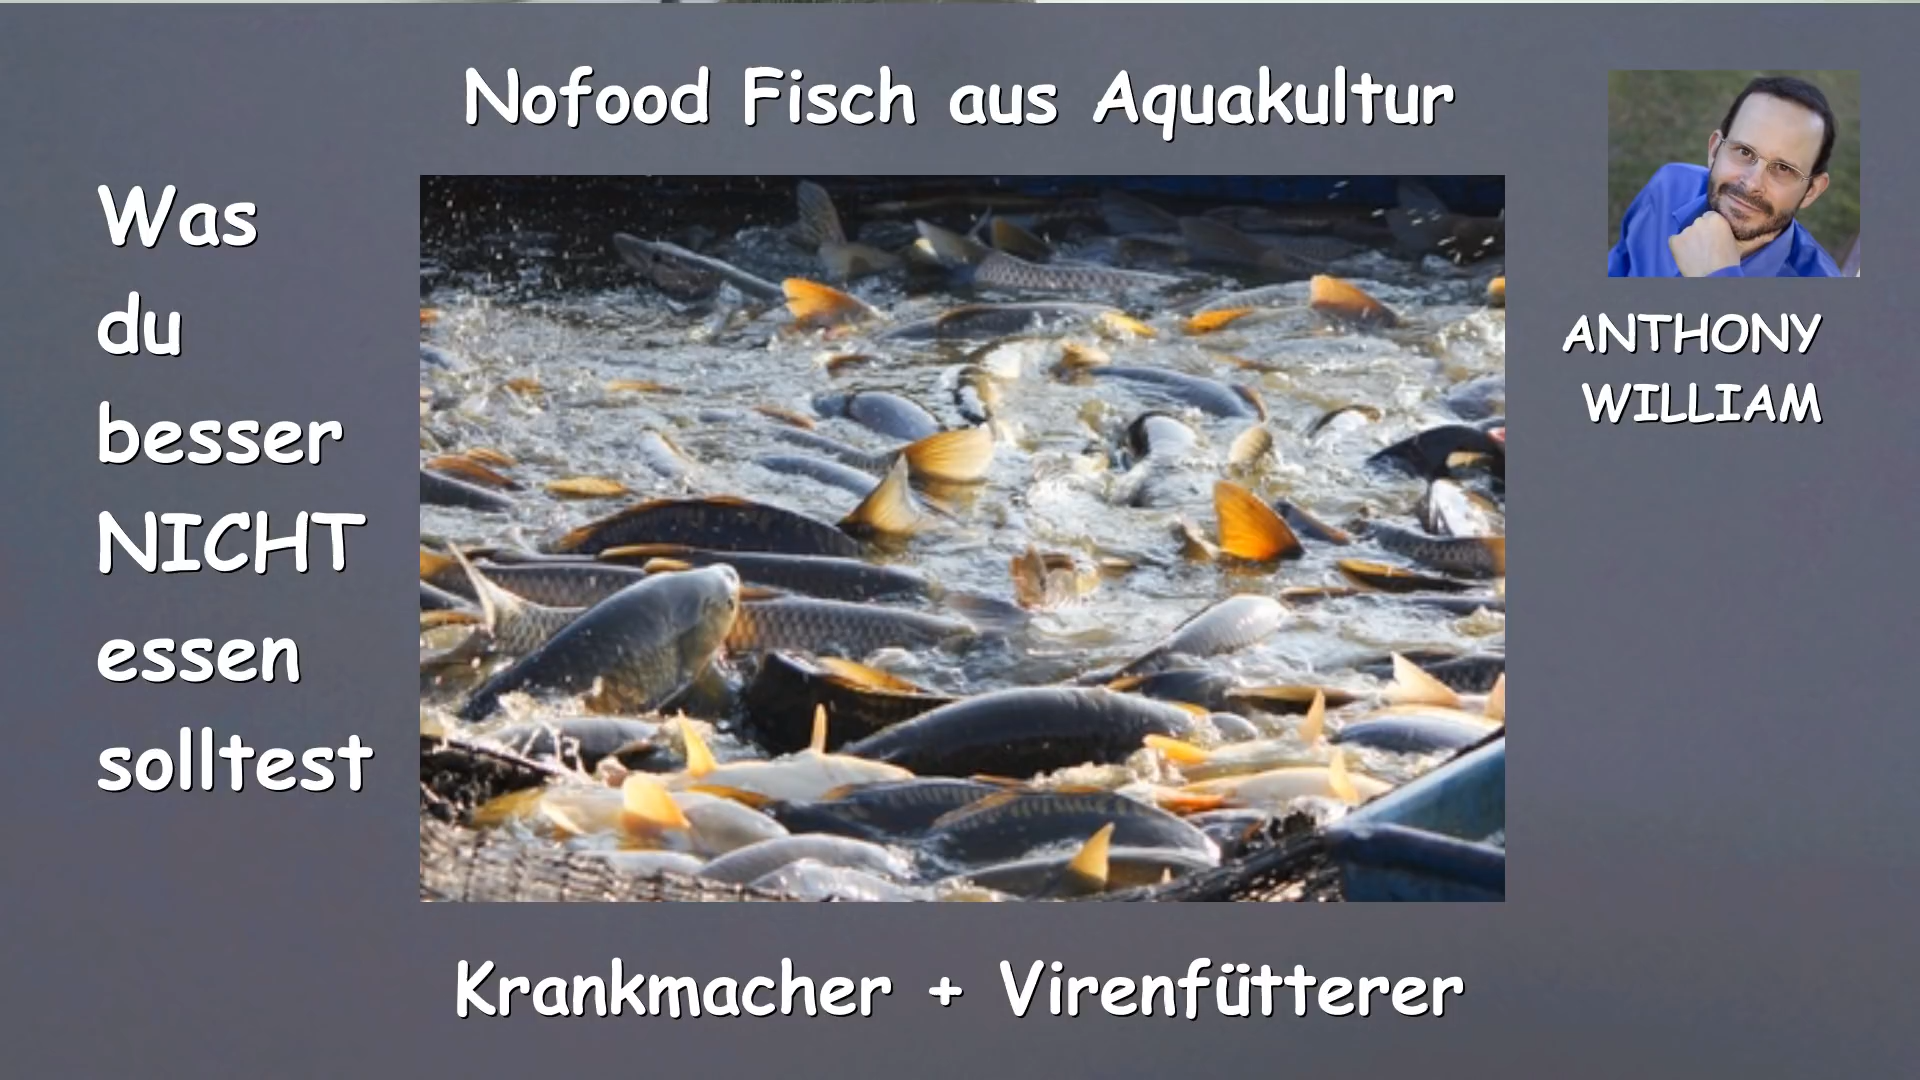 Nofood Fisch aus Aquakultur
Was
du
besser
NICHT
essen
solltest
ANTHONY
WILLIAM
Krankmacher + Virenfütterer